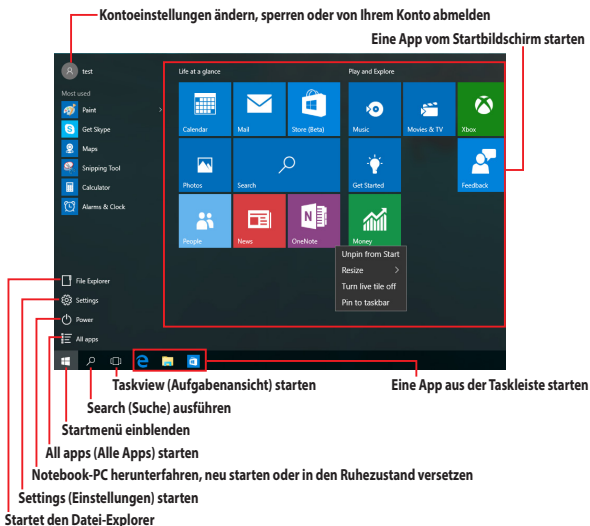 Kontoeinstellungen ändern, sperren oder von Ihrem Konto abmelden
Eine App vom Startbildschirm starten
test
Life at a glance
Play and Explore
Most used
Paint
Get Skype
Maps
Snipping Tool
Calculator
Alarms & Clock
Calendar
Mail
Store (Beta)
Music
Movies & TV
Xbox
Photos
Search
Get Started
Feedback
People
News
OneNote
Money
Unpin from Start
Resize
Turn live tile off
Pin to taskbar
File Explorer
Settings
Power
All apps
Taskview (Aufgabenansicht) starten
Eine App aus der Taskleiste starten
Search (Suche) ausführen
Startmenü einblenden
All apps (Alle Apps) starten
Notebook-PC herunterfahren, neu starten oder in den Ruhezustand versetzen
Settings (Einstellungen) starten
Startet den Datei-Explorer